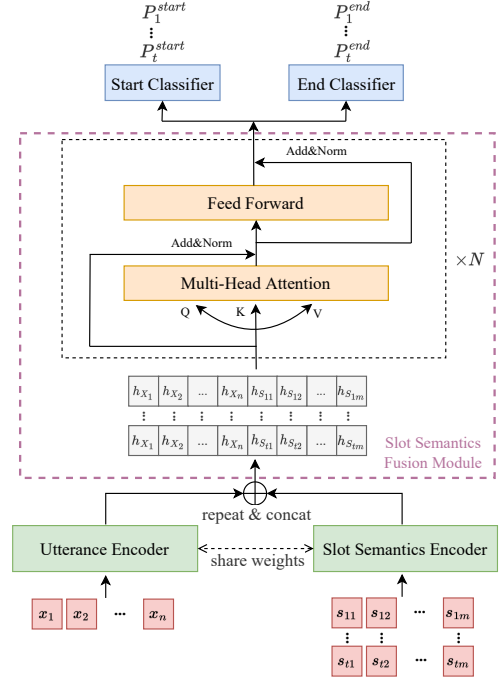 P_1^{start} P_1^{end}
⋮ ⋮
P_t^{start} P_t^{end}
Start Classifier End Classifier
Add&Norm
Feed Forward
Add&Norm
×N
Multi-Head Attention
Q K V
h_{X_1} h_{X_2} ... h_{X_n} h_{S_{11}} h_{S_{12}} ... h_{S_{1m}}
⋮ ⋮ ⋮ ⋮ ⋮ ⋮ ⋮
h_{X_1} h_{X_2} ... h_{X_n} h_{S_{t1}} h_{S_{t2}} ... h_{S_{tm}}
Slot Semantics
Fusion Module
repeat & concat
Utterance Encoder Slot Semantics Encoder
share weights
x_1 x_2 ... x_n s_{11} s_{12} ... s_{1m}
⋮ ⋮ ⋮
s_{t1} s_{t2} ... s_{tm}